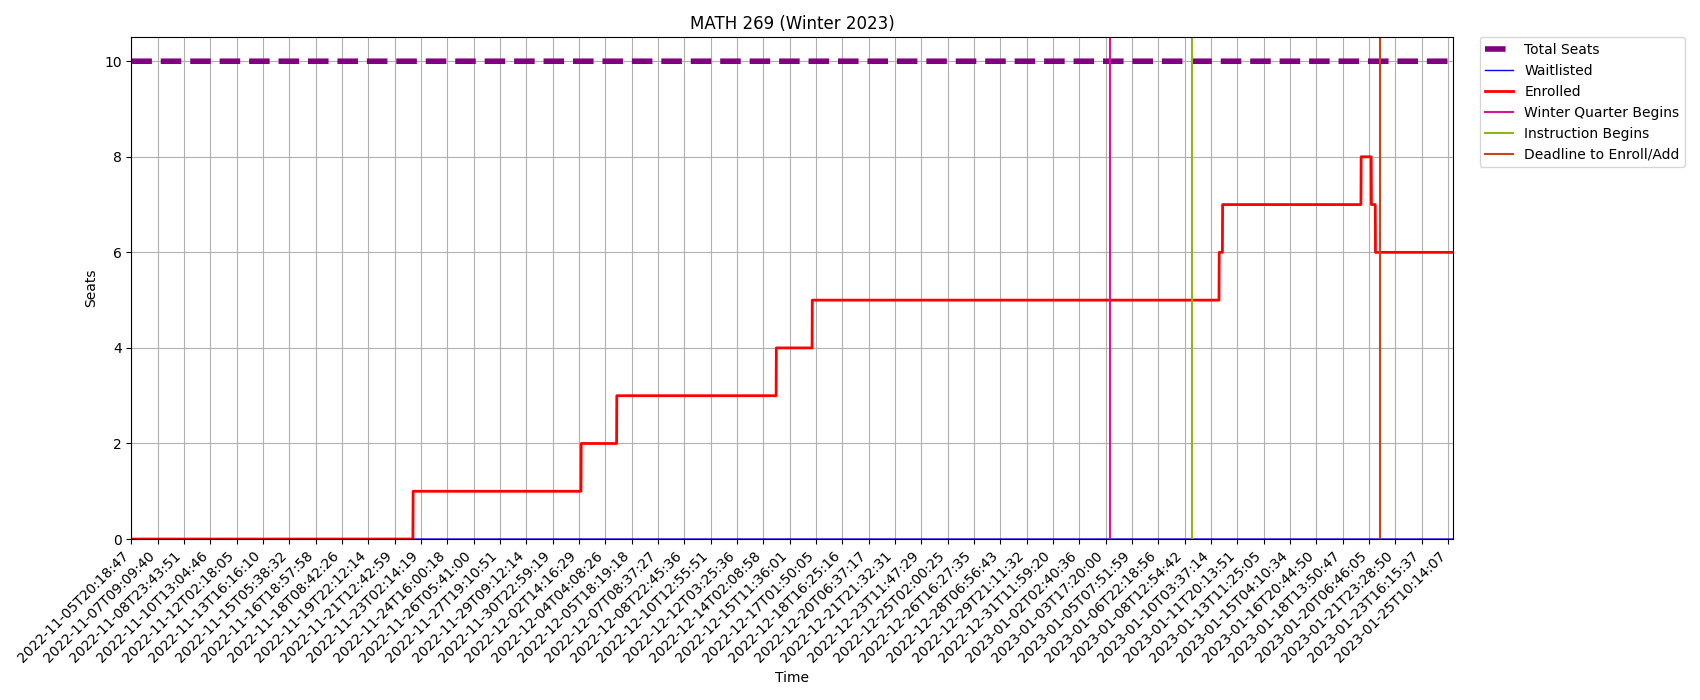 MATH 269 (Winter 2023)
Total Seats
Waitlisted
Enrolled
Winter Quarter Begins
Instruction Begins
Deadline to Enroll/Add
Seats
10
8
6
4
2
0
2022-11-05T20:18:47
2022-11-07T09:09:40
2022-11-08T23:43:51
2022-11-10T13:04:46
2022-11-12T02:18:05
2022-11-13T16:16:10
2022-11-15T05:38:32
2022-11-16T18:57:58
2022-11-18T08:42:26
2022-11-19T22:12:14
2022-11-21T12:42:59
2022-11-23T02:14:19
2022-11-24T16:00:18
2022-11-26T05:41:00
2022-11-27T19:10:51
2022-11-29T09:12:14
2022-11-30T22:59:19
2022-12-02T14:16:29
2022-12-04T04:08:26
2022-12-05T18:19:18
2022-12-07T08:37:27
2022-12-08T22:45:36
2022-12-10T12:55:51
2022-12-12T03:25:36
2022-12-14T02:08:58
2022-12-15T11:36:01
2022-12-17T01:50:05
2022-12-18T16:25:16
2022-12-20T06:37:17
2022-12-21T21:32:31
2022-12-23T11:47:29
2022-12-25T02:00:25
2022-12-26T16:27:35
2022-12-28T06:56:43
2022-12-29T21:11:32
2022-12-31T11:59:20
2023-01-02T02:40:36
2023-01-03T17:20:00
2023-01-05T07:51:59
2023-01-06T22:18:56
2023-01-08T12:54:42
2023-01-10T03:37:14
2023-01-11T20:13:51
2023-01-13T11:25:05
2023-01-15T04:10:34
2023-01-16T20:44:50
2023-01-18T13:50:47
2023-01-20T06:46:05
2023-01-21T23:28:50
2023-01-23T16:15:37
2023-01-25T10:14:07
Time